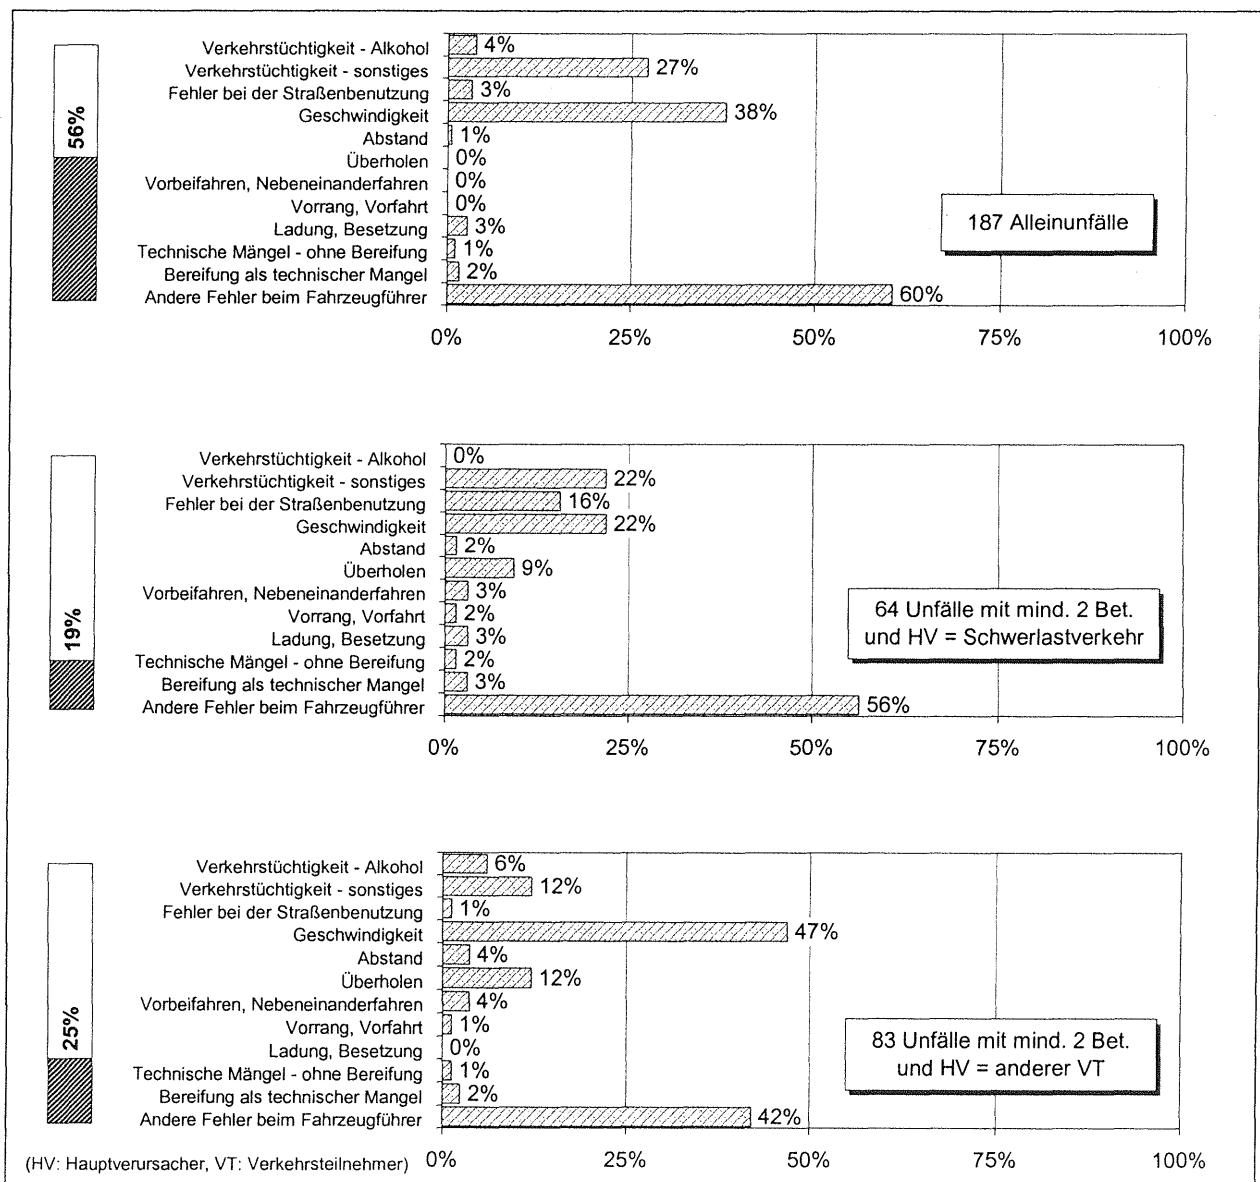 56%
Verkehrstüchtigkeit - Alkohol 4%
Verkehrstüchtigkeit - sonstiges 27%
Fehler bei der Straßenbenutzung 3%
Geschwindigkeit 38%
Abstand 1%
Überholen 0%
Vorbeifahren, Nebeneinanderfahren 0%
Vorrang, Vorfahrt 0%
Ladung, Besetzung 3%
Technische Mängel - ohne Bereifung 1%
Bereifung als technischer Mangel 2%
Andere Fehler beim Fahrzeugführer 60%
187 Alleinunfälle
0% 25% 50% 75% 100%
19%
Verkehrstüchtigkeit - Alkohol 0%
Verkehrstüchtigkeit - sonstiges 22%
Fehler bei der Straßenbenutzung 16%
Geschwindigkeit 22%
Abstand 2%
Überholen 9%
Vorbeifahren, Nebeneinanderfahren 3%
Vorrang, Vorfahrt 2%
Ladung, Besetzung 3%
Technische Mängel - ohne Bereifung 2%
Bereifung als technischer Mangel 3%
Andere Fehler beim Fahrzeugführer 56%
64 Unfälle mit mind. 2 Bet.
und HV = Schwerlastverkehr
0% 25% 50% 75% 100%
25%
Verkehrstüchtigkeit - Alkohol 6%
Verkehrstüchtigkeit - sonstiges 12%
Fehler bei der Straßenbenutzung 1%
Geschwindigkeit 47%
Abstand 4%
Überholen 12%
Vorbeifahren, Nebeneinanderfahren 4%
Vorrang, Vorfahrt 1%
Ladung, Besetzung 0%
Technische Mängel - ohne Bereifung 1%
Bereifung als technischer Mangel 2%
Andere Fehler beim Fahrzeugführer 42%
83 Unfälle mit mind. 2 Bet.
und HV = anderer VT
(HV: Hauptverursacher, VT: Verkehrsteilnehmer) 0% 25% 50% 75% 100%